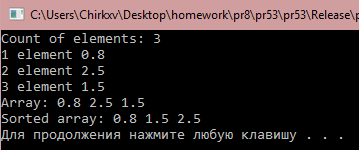 C:\Users\Chirkxv\Desktop\homework\pr8\pr53\pr53\Release\p
Count of elements: 3
1 element 0.8
2 element 2.5
3 element 1.5
Array: 0.8 2.5 1.5
Sorted array: 0.8 1.5 2.5
Для продолжения нажмите любую клавишу . . .